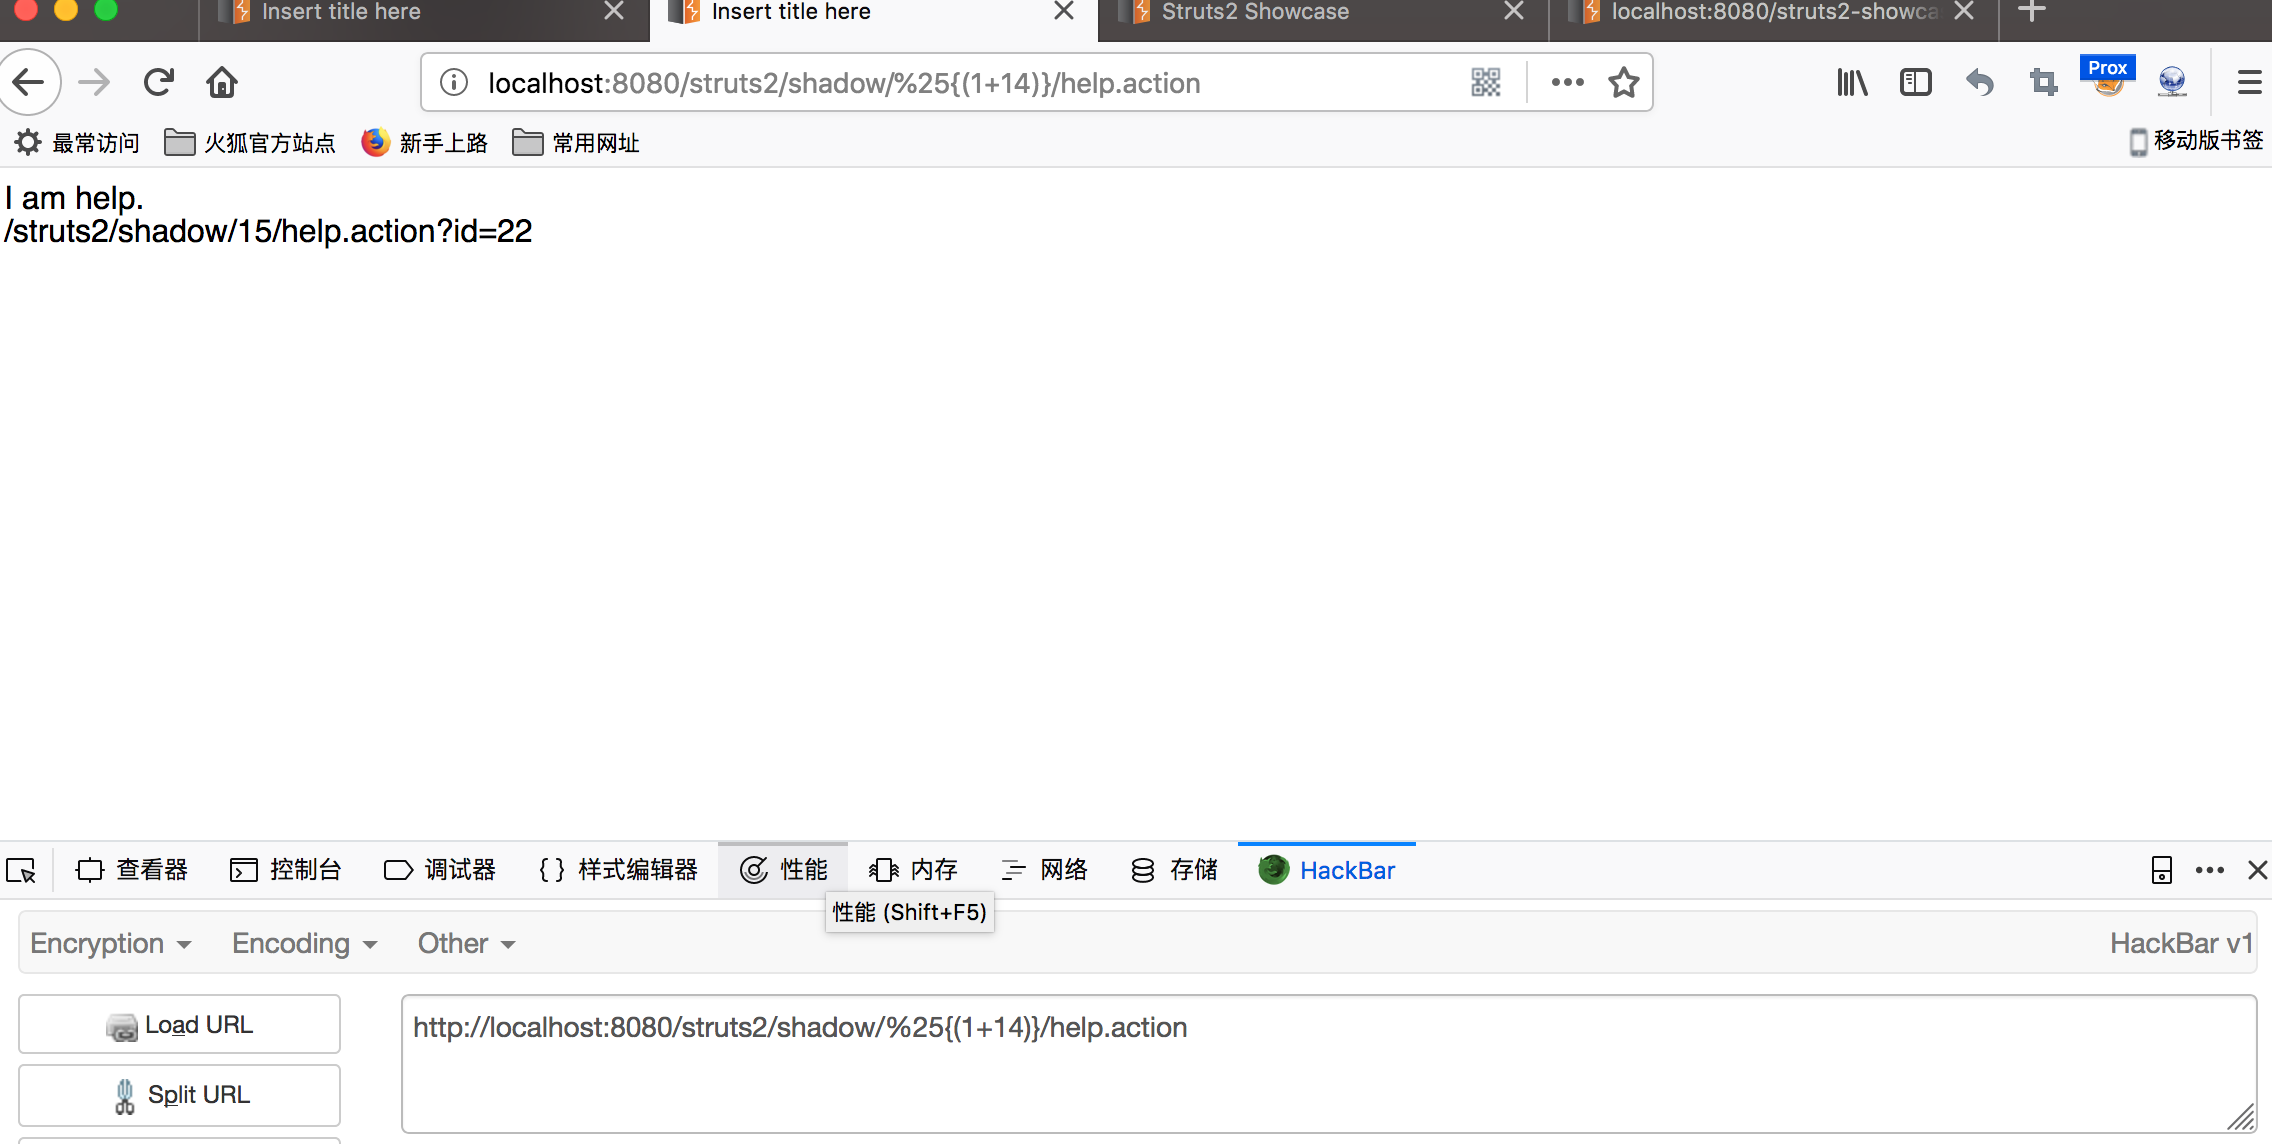 Insert title here
Insert title here
Struts2 Showcase
localhost:8080/struts2-showca
localhost:8080/struts2/shadow/%25{(1+14)}/help.action
Prox
最常访问 火狐官方站点 新手上路 常用网址 移动版书签
I am help.
/struts2/shadow/15/help.action?id=22
查看器 控制台 调试器 {} 样式编辑器 性能 内存 网络 存储 HackBar
性能 (Shift+F5)
Encryption Encoding Other HackBar v1
Load URL
http://localhost:8080/struts2/shadow/%25{(1+14)}/help.action
Split URL